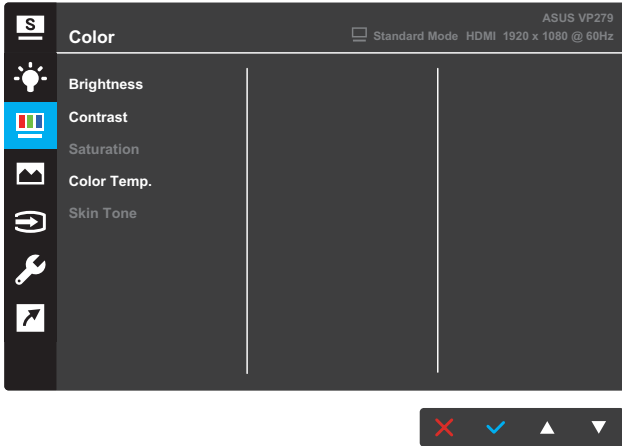 S
ASUS VP279
Color
Standard Mode HDMI 1920 x 1080 @ 60Hz
Brightness
Contrast
Saturation
Color Temp.
Skin Tone